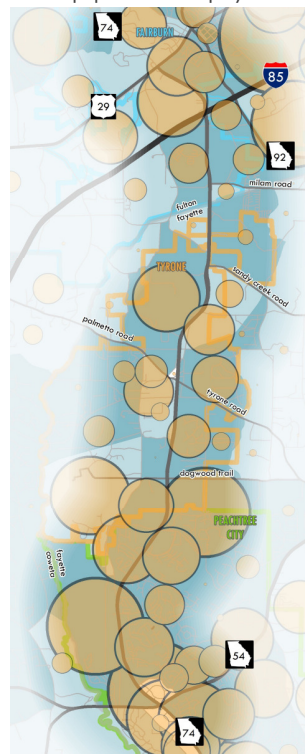 74
FAIRBURN
85
29
92
milam road
fulton
fayette
TYRONE
sandy creek road
palmetto road
tyrone road
dogwood trail
PEACHTREE
CITY
fayette
coweta
54
74